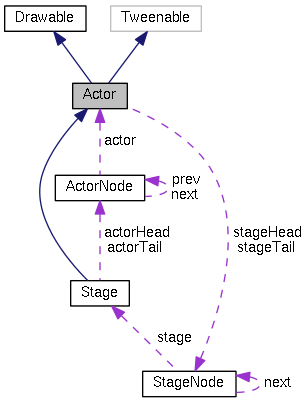 Drawable
Tweenable
Actor
actor
ActorNode
prev
next
actorHead
actorTail
stageHead
stageTail
Stage
stage
StageNode
next